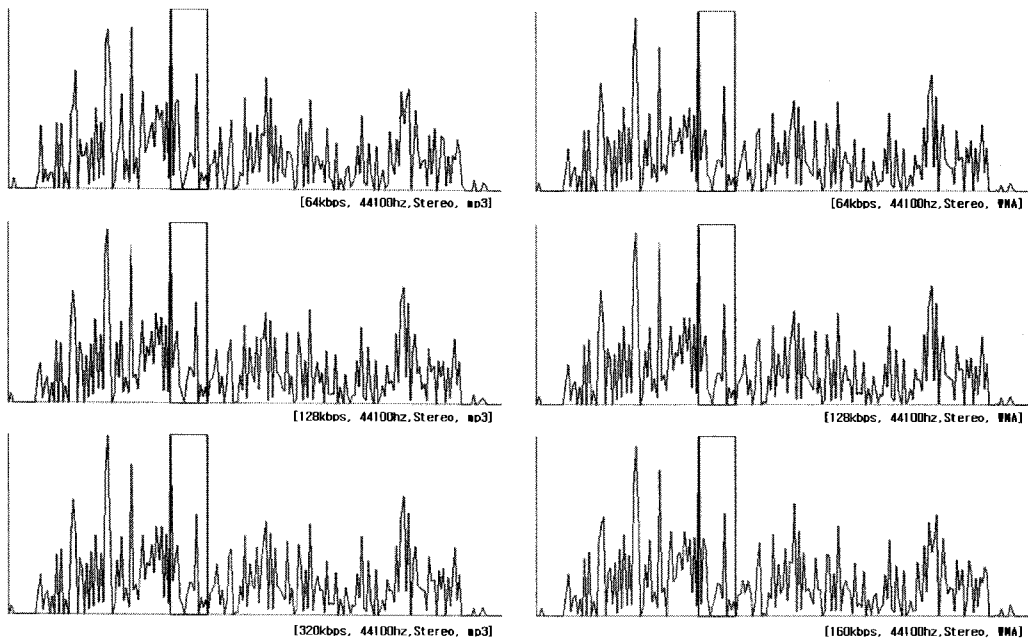 [64kbps, 44100hz,Stereo, mp3]
[64kbps, 44100hz,Stereo, WMA]
[128kbps, 44100hz,Stereo, mp3]
[128kbps, 44100hz,Stereo, WMA]
[320kbps, 44100hz,Stereo, mp3]
[160kbps, 44100hz,Stereo, WMA]